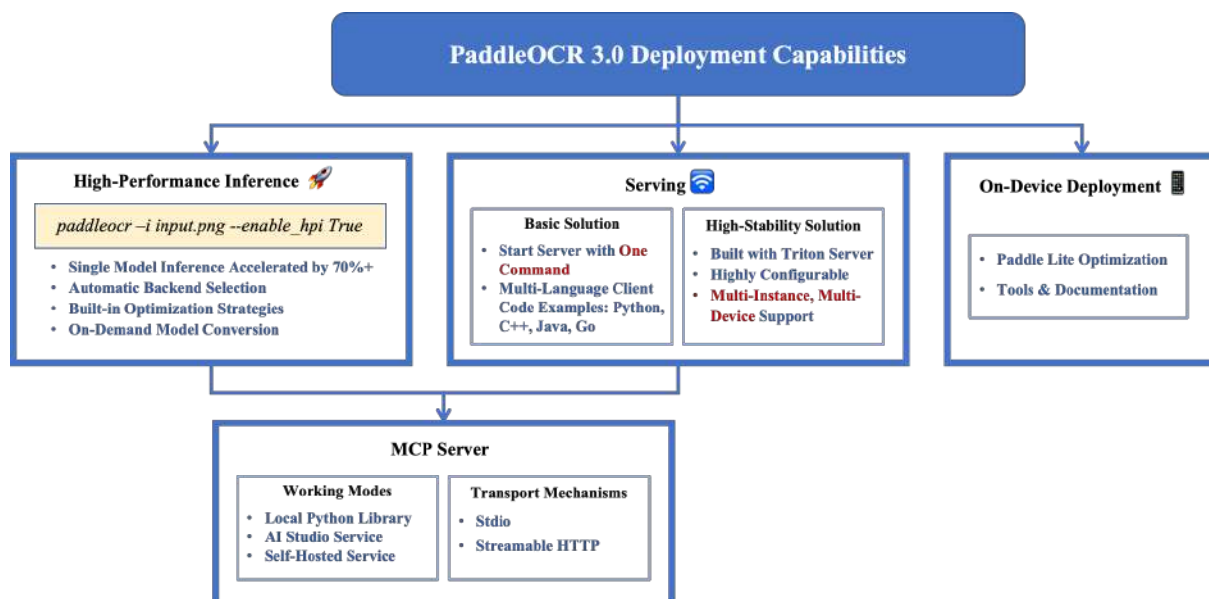 PaddleOCR 3.0 Deployment Capabilities
High-Performance Inference
paddleocr –i input.png --enable_hpi True
• Single Model Inference Accelerated by 70%+
• Automatic Backend Selection
• Built-in Optimization Strategies
• On-Demand Model Conversion
Serving
Basic Solution
• Start Server with One
Command
• Multi-Language Client
Code Examples: Python,
C++, Java, Go
High-Stability Solution
• Built with Triton Server
• Highly Configurable
• Multi-Instance, Multi-
Device Support
On-Device Deployment
• Paddle Lite Optimization
• Tools & Documentation
MCP Server
Working Modes
• Local Python Library
• AI Studio Service
• Self-Hosted Service
Transport Mechanisms
• Stdio
• Streamable HTTP